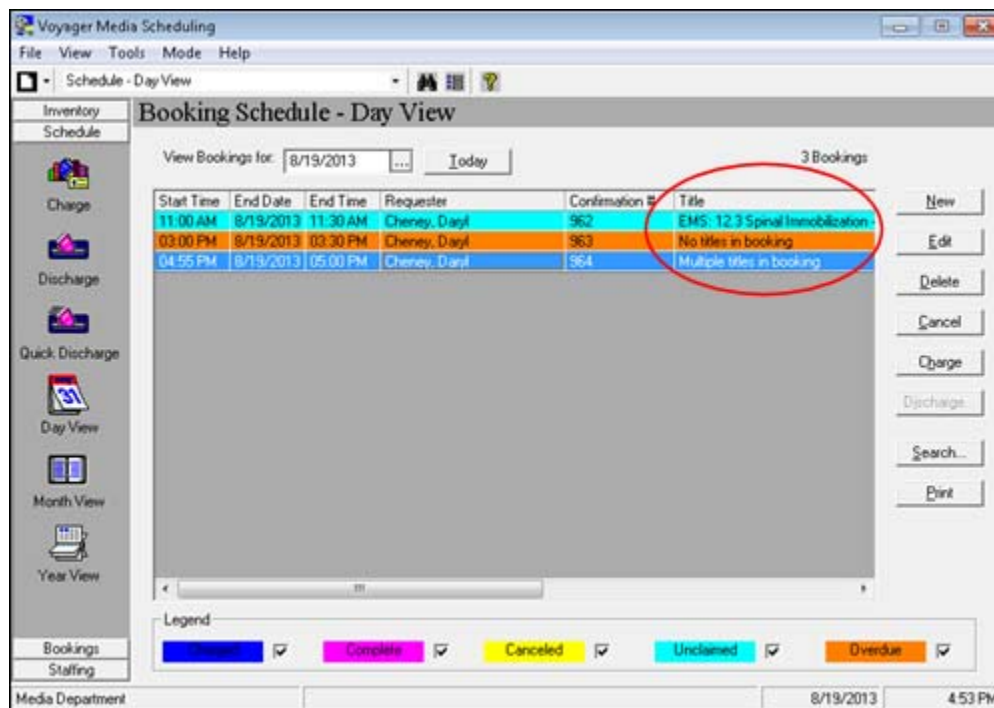 Voyager Media Scheduling
File View Tools Mode Help
Schedule - Day View
Inventory
Schedule
Charge
Discharge
Quick Discharge
Day View
Month View
Year View
Bookings
Staffing
Booking Schedule - Day View
View Bookings for: 8/19/2013 ... Today 3 Bookings
Start Time End Date End Time Requester Confirmation # Title
11:00 AM 8/19/2013 11:30 AM Cheney, Daryl 962 EMS: 12.3 Spinal Immobilization -
03:00 PM 8/19/2013 03:30 PM Cheney, Daryl 963 No titles in booking
04:55 PM 8/19/2013 05:00 PM Cheney, Daryl 964 Multiple titles in booking
New
Edit
Delete
Cancel
Charge
Discharge...
Search...
Print
Legend
Charged Complete Canceled Unclaimed Overdue
Media Department 8/19/2013 4:53 PM
31